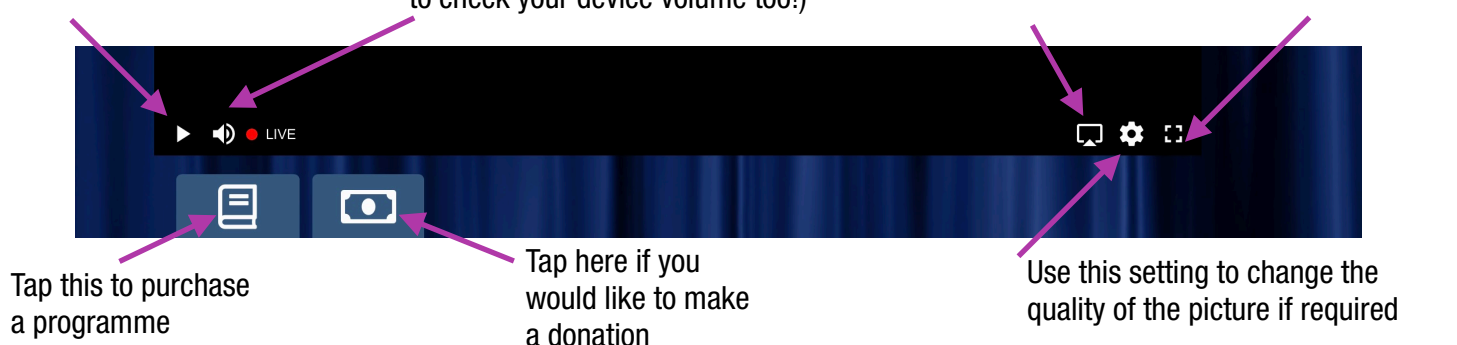 to check your device volume too!)
LIVE
Tap this to purchase
a programme
Tap here if you
would like to make
a donation
Use this setting to change the
quality of the picture if required